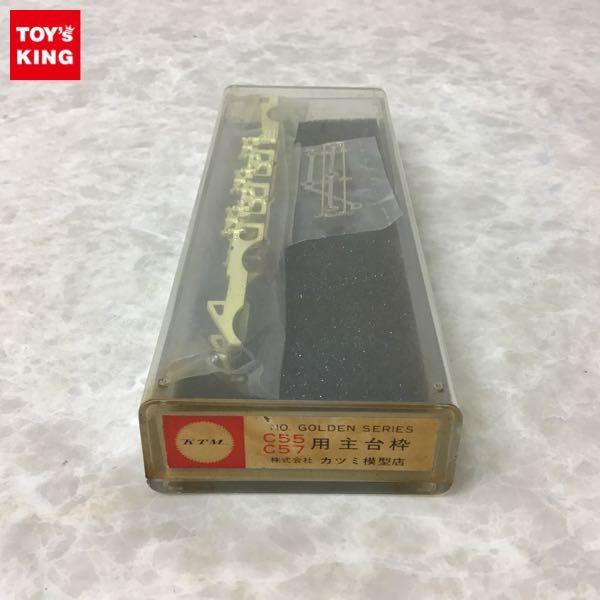 TOY's
KING
KTM
NO. GOLDEN SERIES
C55
C57 用主台枠
株式会社 カツミ模型店